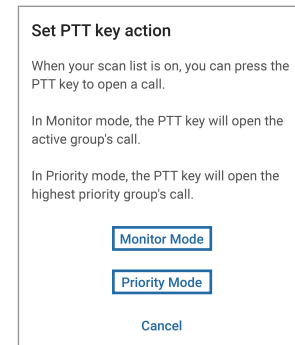 Set PTT key action
When your scan list is on, you can press the
PTT key to open a call.
In Monitor mode, the PTT key will open the
active group's call.
In Priority mode, the PTT key will open the
highest priority group's call.
Monitor Mode
Priority Mode
Cancel